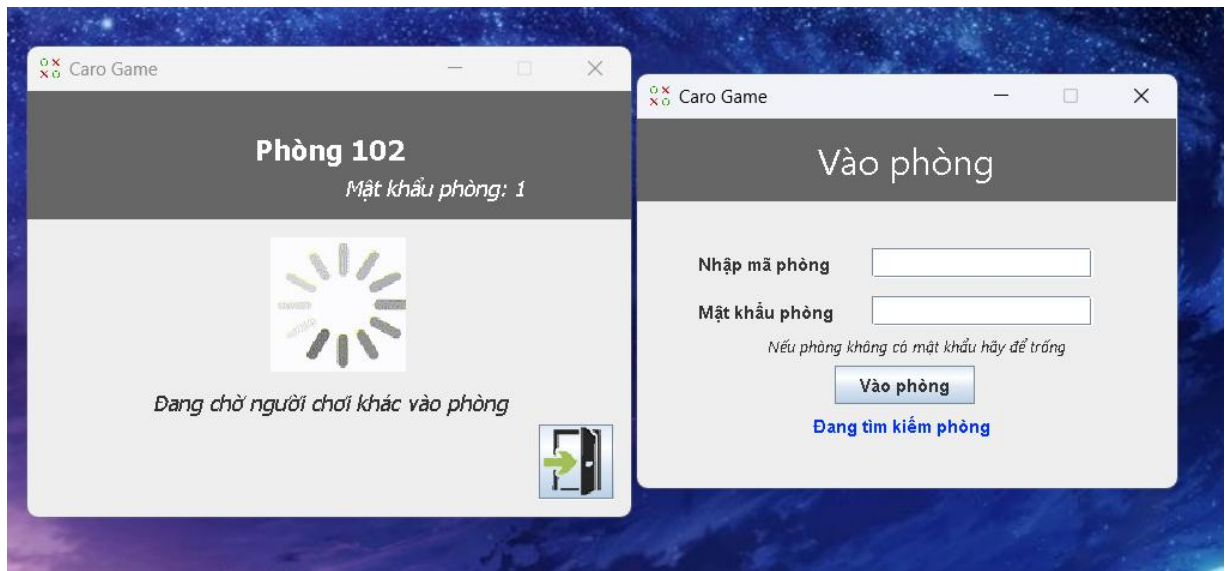 Caro Game
Phòng 102
Mật khẩu phòng: 1
Đang chờ người chơi khác vào phòng
Caro Game
Vào phòng
Nhập mã phòng
Mật khẩu phòng
Nếu phòng không có mật khẩu hãy để trống
Vào phòng
Đang tìm kiếm phòng